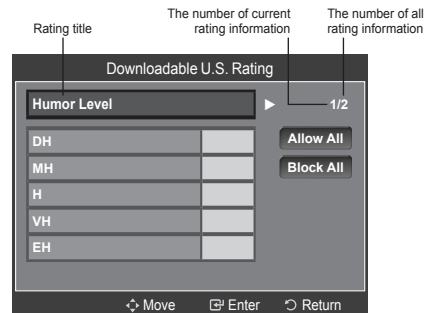 Rating title
The number of current
rating information
The number of all
rating information
Downloadable U.S. Rating
Humor Level
1/2
DH
MH
H
VH
EH
Allow All
Block All
Move
Enter
Return